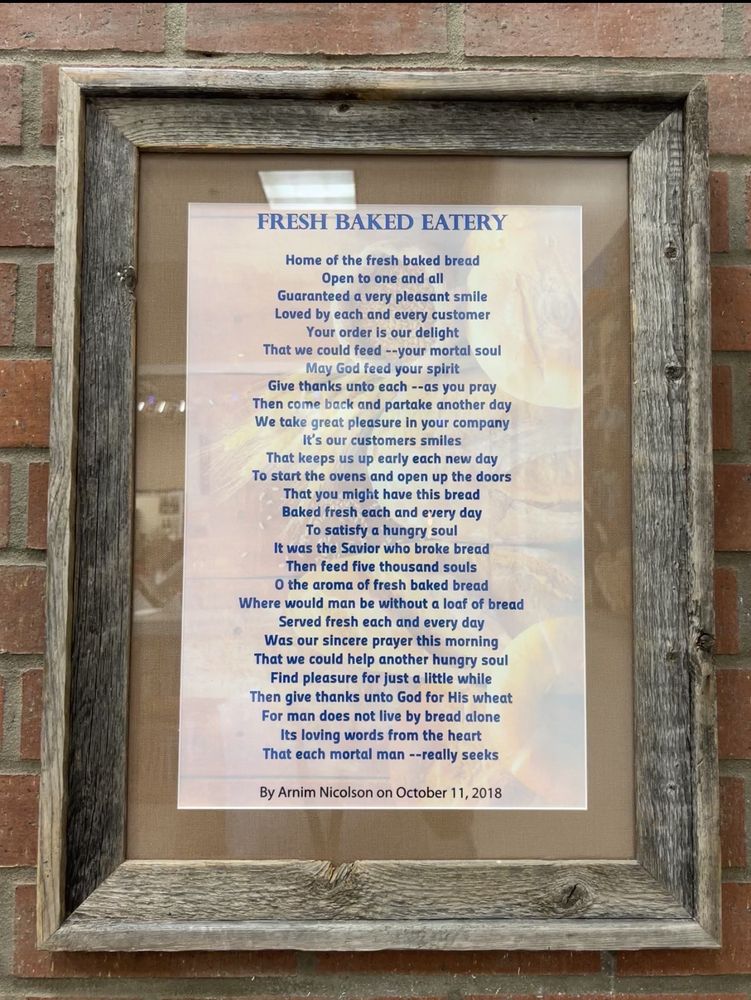 FRESH BAKED EATERY
Home of the fresh baked bread
Open to one and all
Guaranteed a very pleasant smile
Loved by each and every customer
Your order is our delight
That we could feed --your mortal soul
May God feed your spirit
Give thanks unto each --as you pray
Then come back and partake another day
We take great pleasure in your company
It's our customers smiles
That keeps us up early each new day
To start the ovens and open up the doors
That you might have this bread
Baked fresh each and every day
To satisfy a hungry soul
It was the Savior who broke bread
Then feed five thousand souls
O the aroma of fresh baked bread
Where would man be without a loaf of bread
Served fresh each and every day
Was our sincere prayer this morning
That we could help another hungry soul
Find pleasure for just a little while
Then give thanks unto God for His wheat
For man does not live by bread alone
Its loving words from the heart
That each mortal man --really seeks
By Arnim Nicolson on October 11, 2018